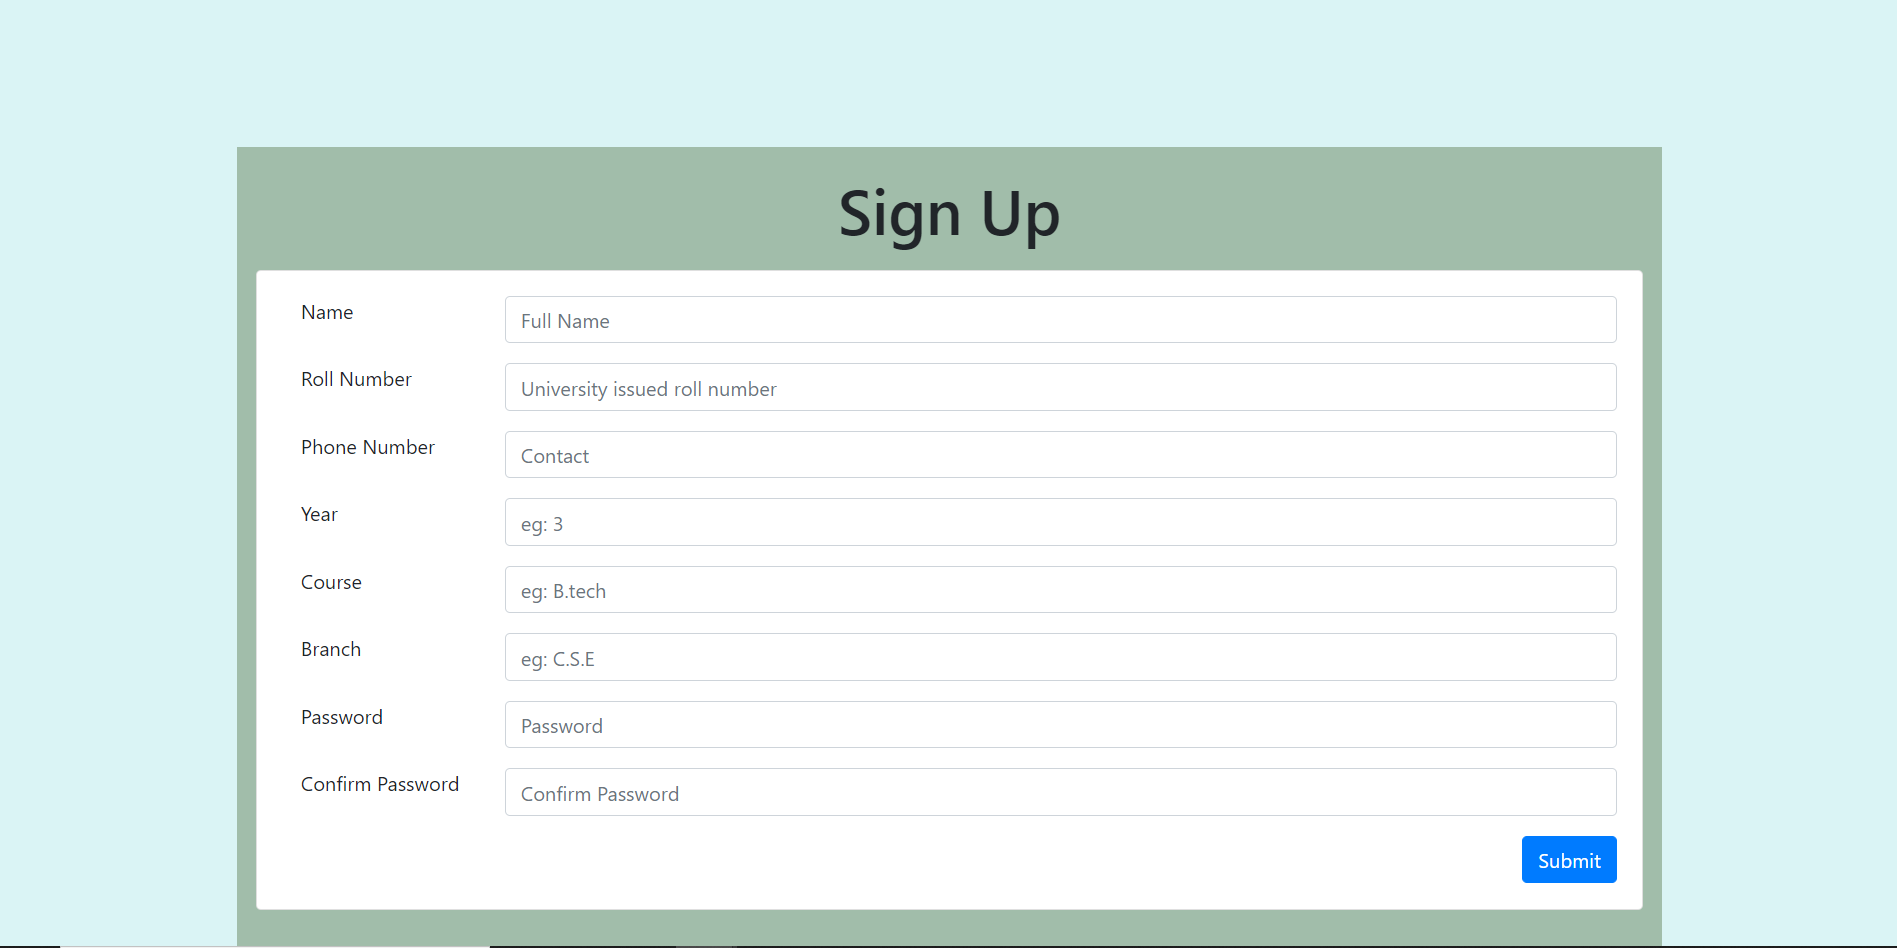 Sign Up
Name
Full Name
Roll Number
University issued roll number
Phone Number
Contact
Year
eg: 3
Course
eg: B.tech
Branch
eg: C.S.E
Password
Password
Confirm Password
Confirm Password
Submit